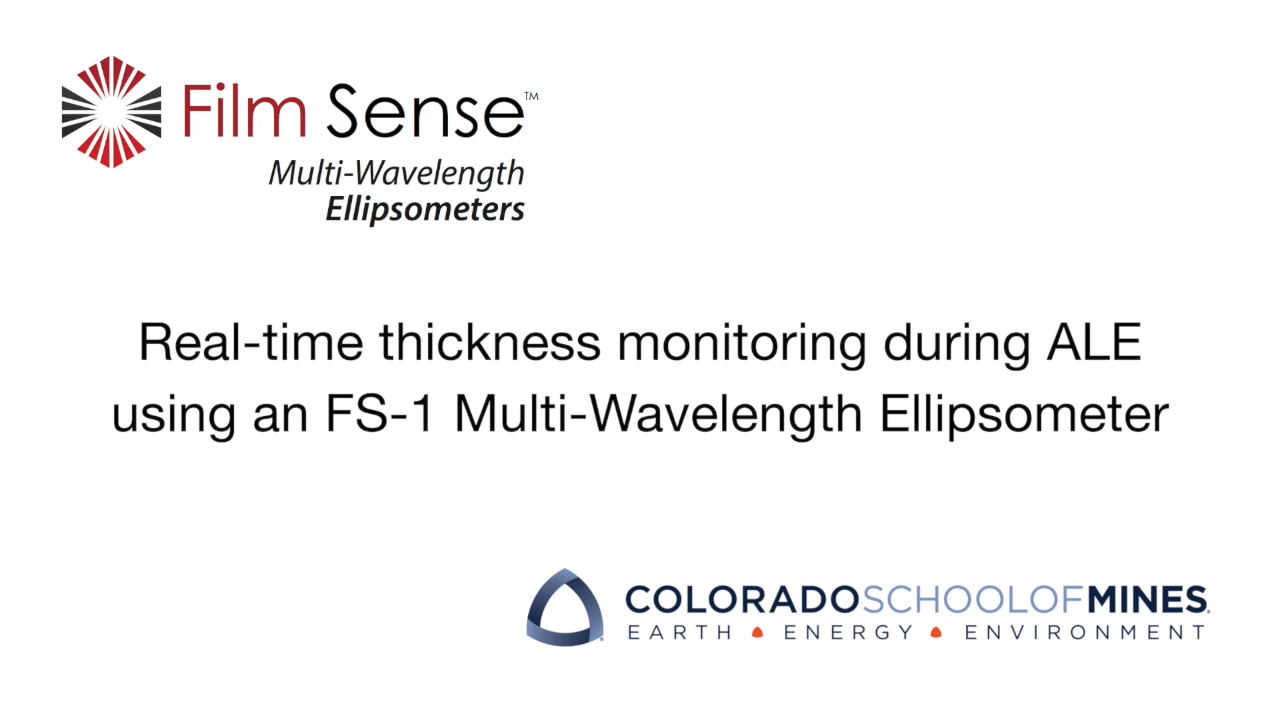 Film Sense™
Multi-Wavelength
Ellipsometers
Real-time thickness monitoring during ALE
using an FS-1 Multi-Wavelength Ellipsometer
COLORADOSCHOOLOFMINES®
EARTH ENERGY ENVIRONMENT